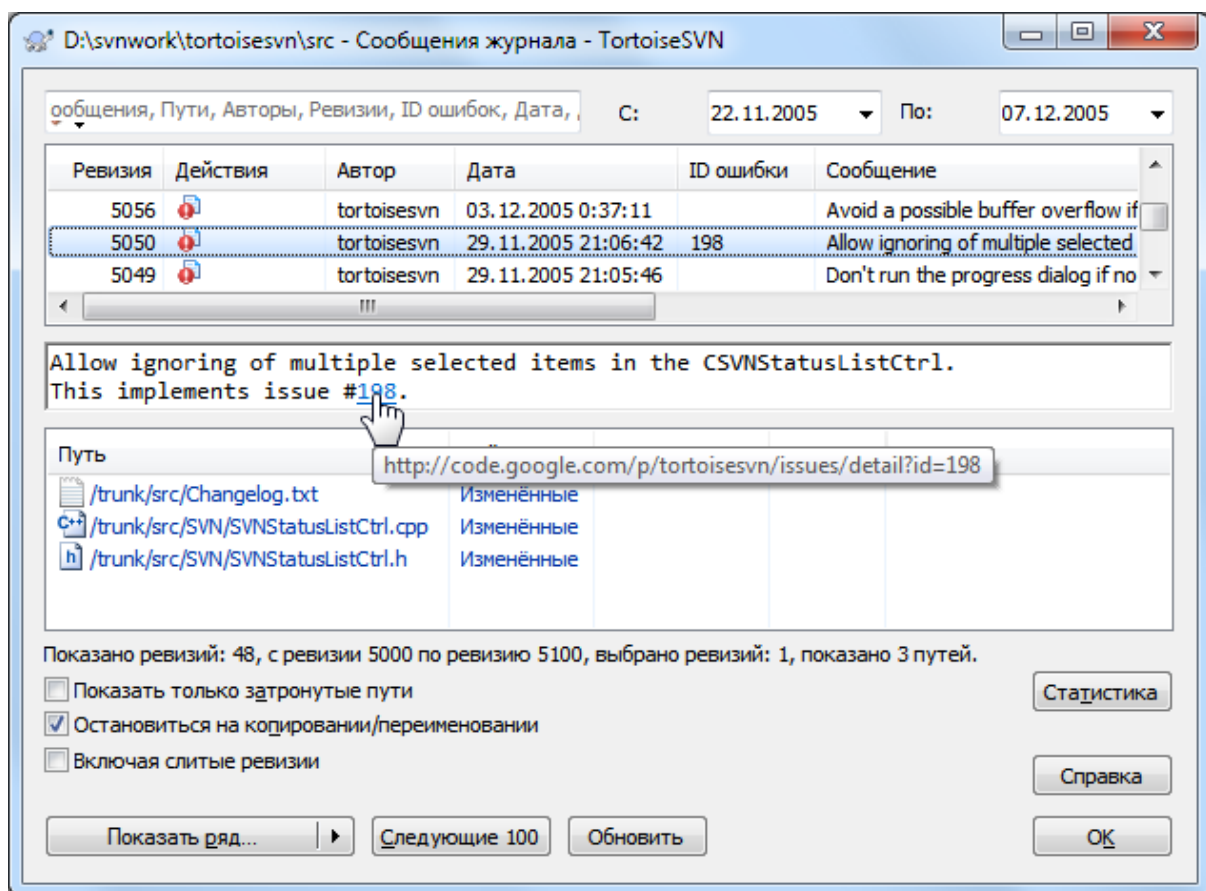 D:\svnwork\tortoisesvn\src - Сообщения журнала - TortoiseSVN
ообщения, Пути, Авторы, Ревизии, ID ошибок, Дата, С: 22.11.2005 По: 07.12.2005
Ревизия Действия Автор Дата ID ошибки Сообщение
5056 tortoisesvn 03.12.2005 0:37:11 Avoid a possible buffer overflow if
5050 tortoisesvn 29.11.2005 21:06:42 198 Allow ignoring of multiple selected
5049 tortoisesvn 29.11.2005 21:05:46 Don't run the progress dialog if no
Allow ignoring of multiple selected items in the CSVNStatusListCtrl.
This implements issue #198.
Путь
http://code.google.com/p/tortoisesvn/issues/detail?id=198
/trunk/src/Changelog.txt Изменённые
C++ /trunk/src/SVN/SVNStatusListCtrl.cpp Изменённые
h /trunk/src/SVN/SVNStatusListCtrl.h Изменённые
Показано ревизий: 48, с ревизии 5000 по ревизию 5100, выбрано ревизий: 1, показано 3 путей.
Показать только затронутые пути
Статистика
Остановиться на копировании/переименовании
Включая слитые ревизии
Справка
Показать ряд... Следующие 100 Обновить OK